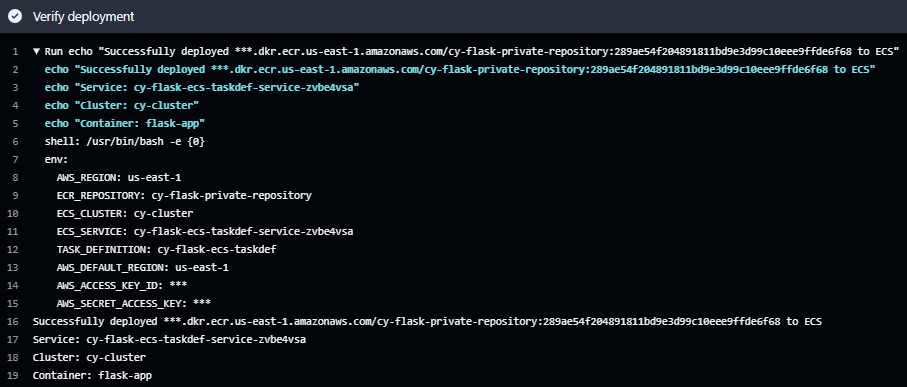 Verify deployment
1 ▼ Run echo "Successfully deployed ***.dkr.ecr.us-east-1.amazonaws.com/cy-flask-private-repository:289ae54f204891811bd9e3d99c10eee9ffde6f68 to ECS"
2 echo "Successfully deployed ***.dkr.ecr.us-east-1.amazonaws.com/cy-flask-private-repository:289ae54f204891811bd9e3d99c10eee9ffde6f68 to ECS"
3 echo "Service: cy-flask-ecs-taskdef-service-zvbe4vsa"
4 echo "Cluster: cy-cluster"
5 echo "Container: flask-app"
6 shell: /usr/bin/bash -e {0}
7 env:
8 AWS_REGION: us-east-1
9 ECR_REPOSITORY: cy-flask-private-repository
10 ECS_CLUSTER: cy-cluster
11 ECS_SERVICE: cy-flask-ecs-taskdef-service-zvbe4vsa
12 TASK_DEFINITION: cy-flask-ecs-taskdef
13 AWS_DEFAULT_REGION: us-east-1
14 AWS_ACCESS_KEY_ID: ***
15 AWS_SECRET_ACCESS_KEY: ***
16 Successfully deployed ***.dkr.ecr.us-east-1.amazonaws.com/cy-flask-private-repository:289ae54f204891811bd9e3d99c10eee9ffde6f68 to ECS
17 Service: cy-flask-ecs-taskdef-service-zvbe4vsa
18 Cluster: cy-cluster
19 Container: flask-app